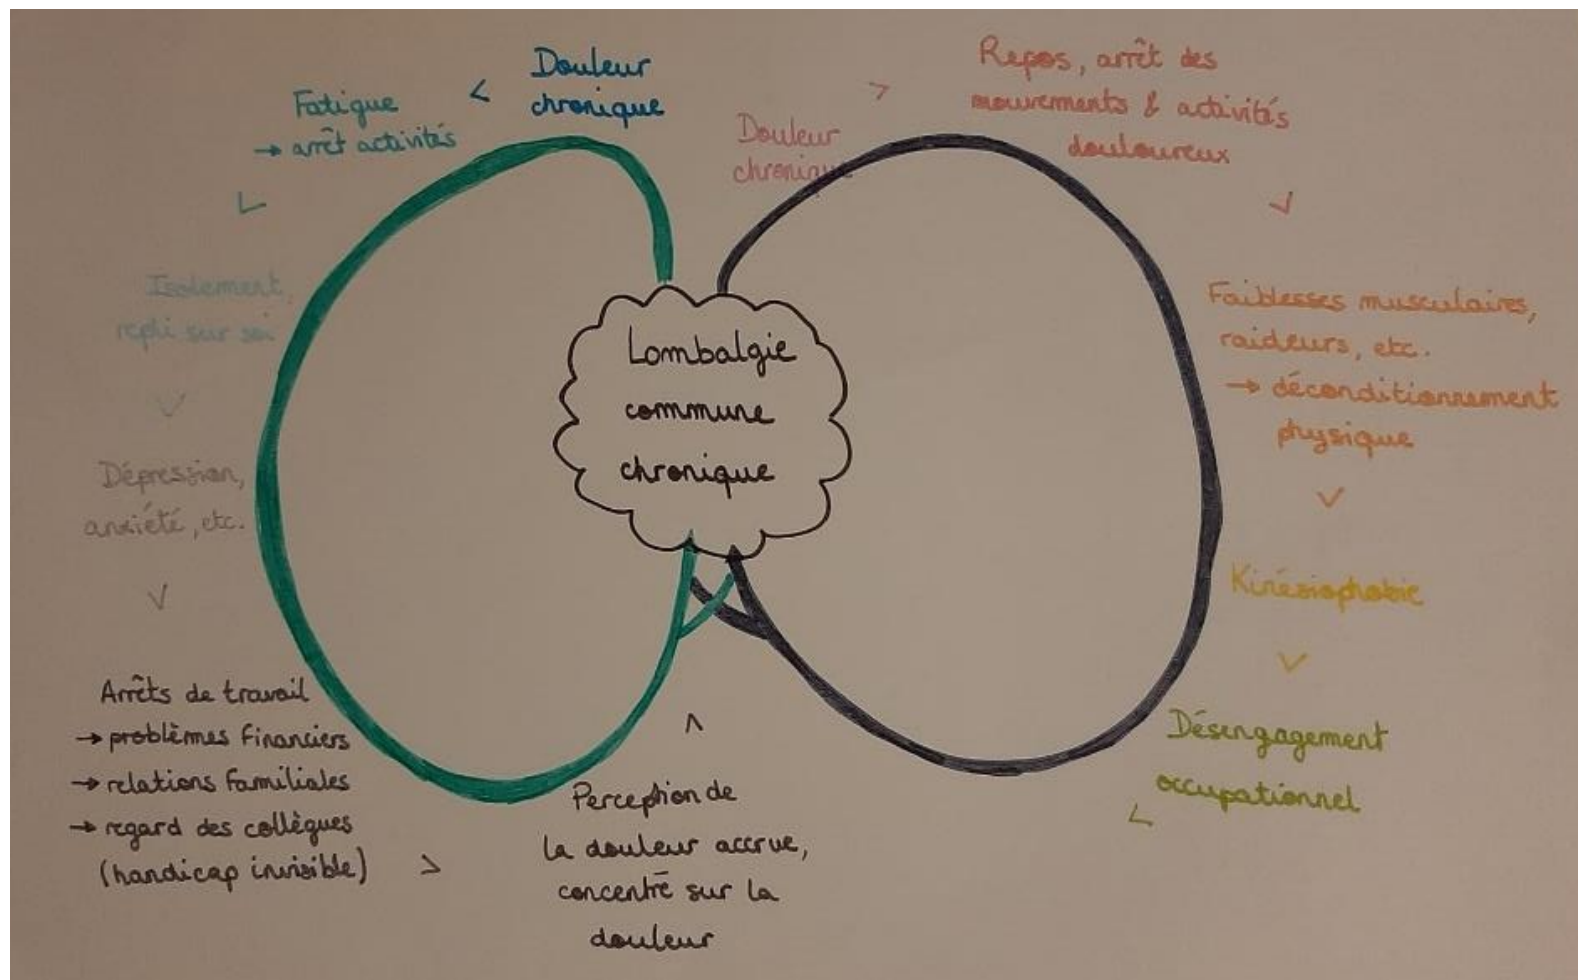 Lombalgie
commune
chronique
Douleur
chronique
<
Fatigue
→ arrêt activités
Isolement,
repli sur soi
Dépression,
anxiété, etc.
Arrêts de travail
→ problèmes financiers
→ relations familiales
→ regard des collègues
(handicap invisible)
>
Perception de
la douleur accrue,
concentré sur la
douleur
Douleur
chronique
>
Repos, arrêt des
mouvements & activités
douloureux
Faiblesses musculaires,
raideurs, etc.
→ déconditionnement
physique
Kinésiophobie
Désengagement
occupationnel